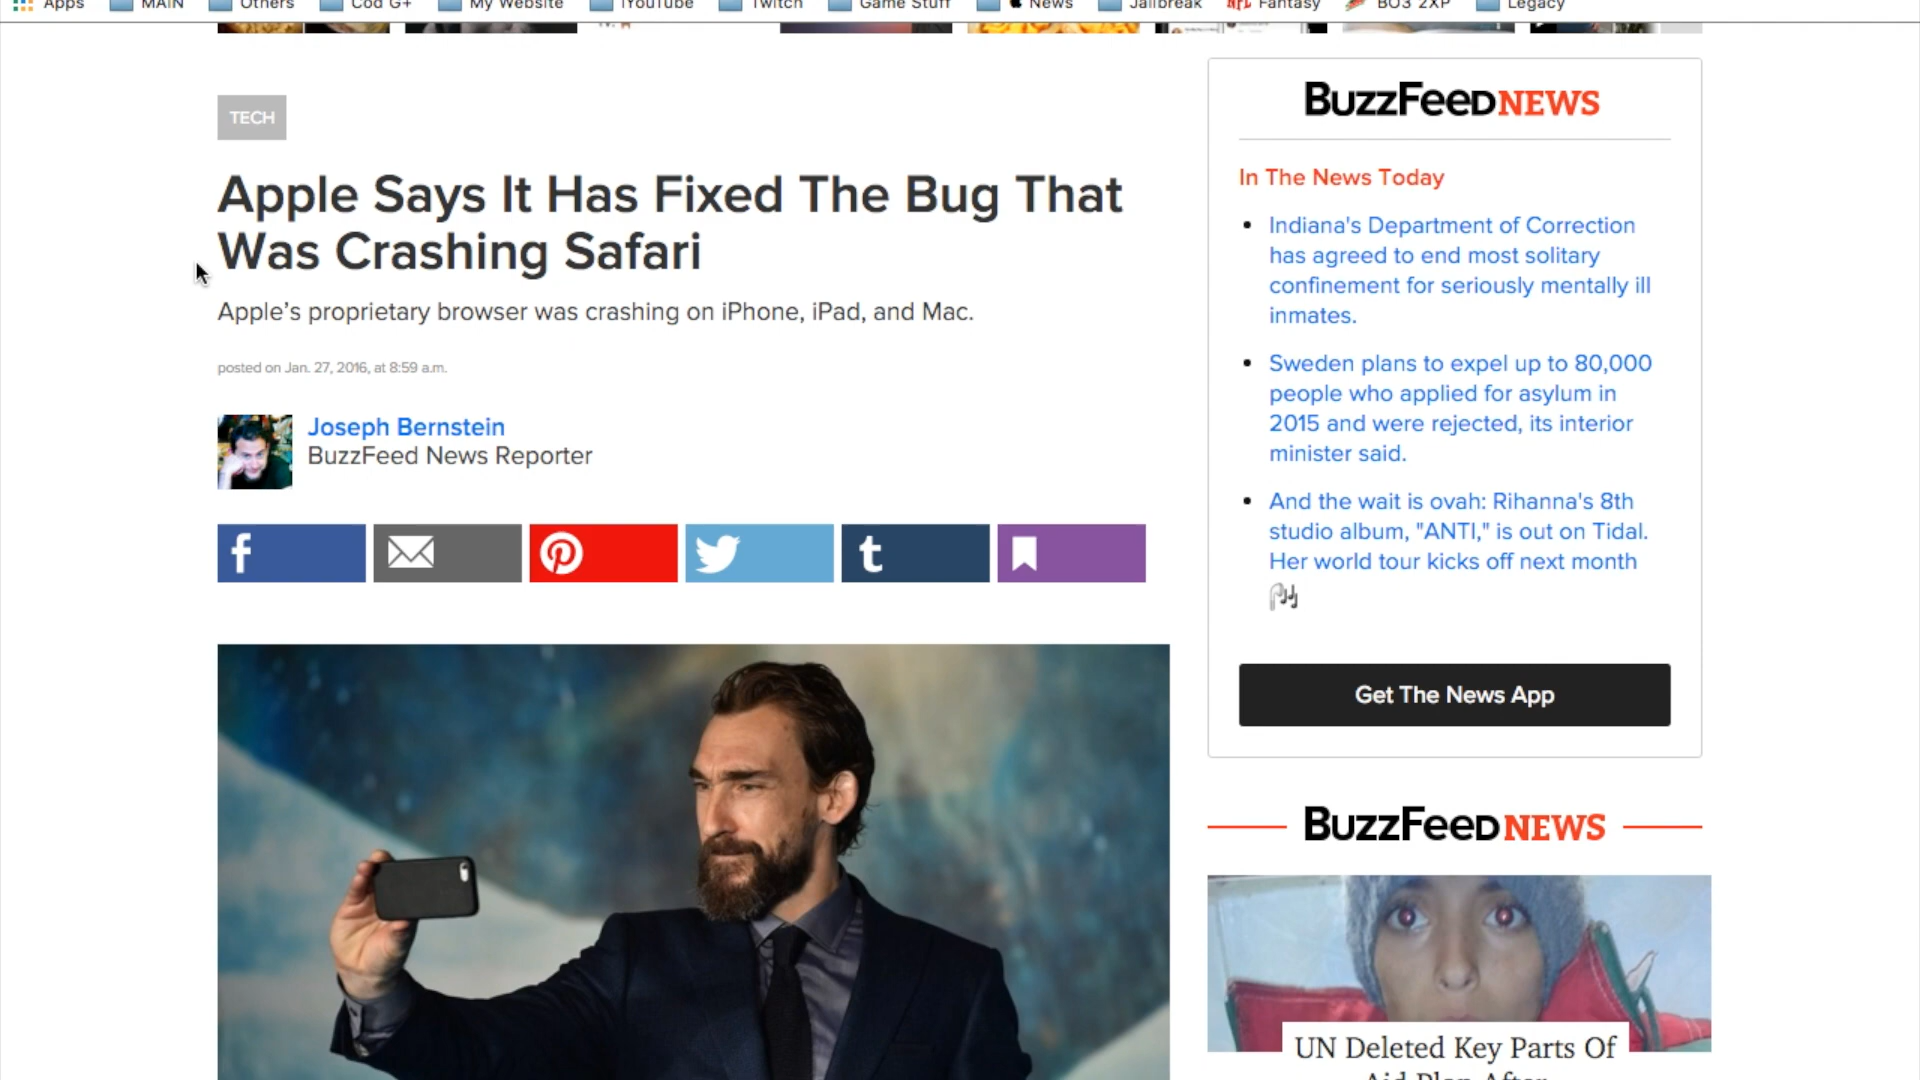 Apps MAIN Others Cod G+ My Website iYouTube Twitch Game Stuff News Jailbreak NFL Fantasy BO3 2XP Legacy
TECH
Apple Says It Has Fixed The Bug That
Was Crashing Safari
Apple’s proprietary browser was crashing on iPhone, iPad, and Mac.
posted on Jan. 27, 2016, at 8:59 a.m.
Joseph Bernstein
BuzzFeed News Reporter
BuzzFeed NEWS
In The News Today
Indiana's Department of Correction
has agreed to end most solitary
confinement for seriously mentally ill
inmates.
Sweden plans to expel up to 80,000
people who applied for asylum in
2015 and were rejected, its interior
minister said.
And the wait is ovah: Rihanna's 8th
studio album, "ANTI," is out on Tidal.
Her world tour kicks off next month
Get The News App
BuzzFeed NEWS
UN Deleted Key Parts Of
Aid Plan After